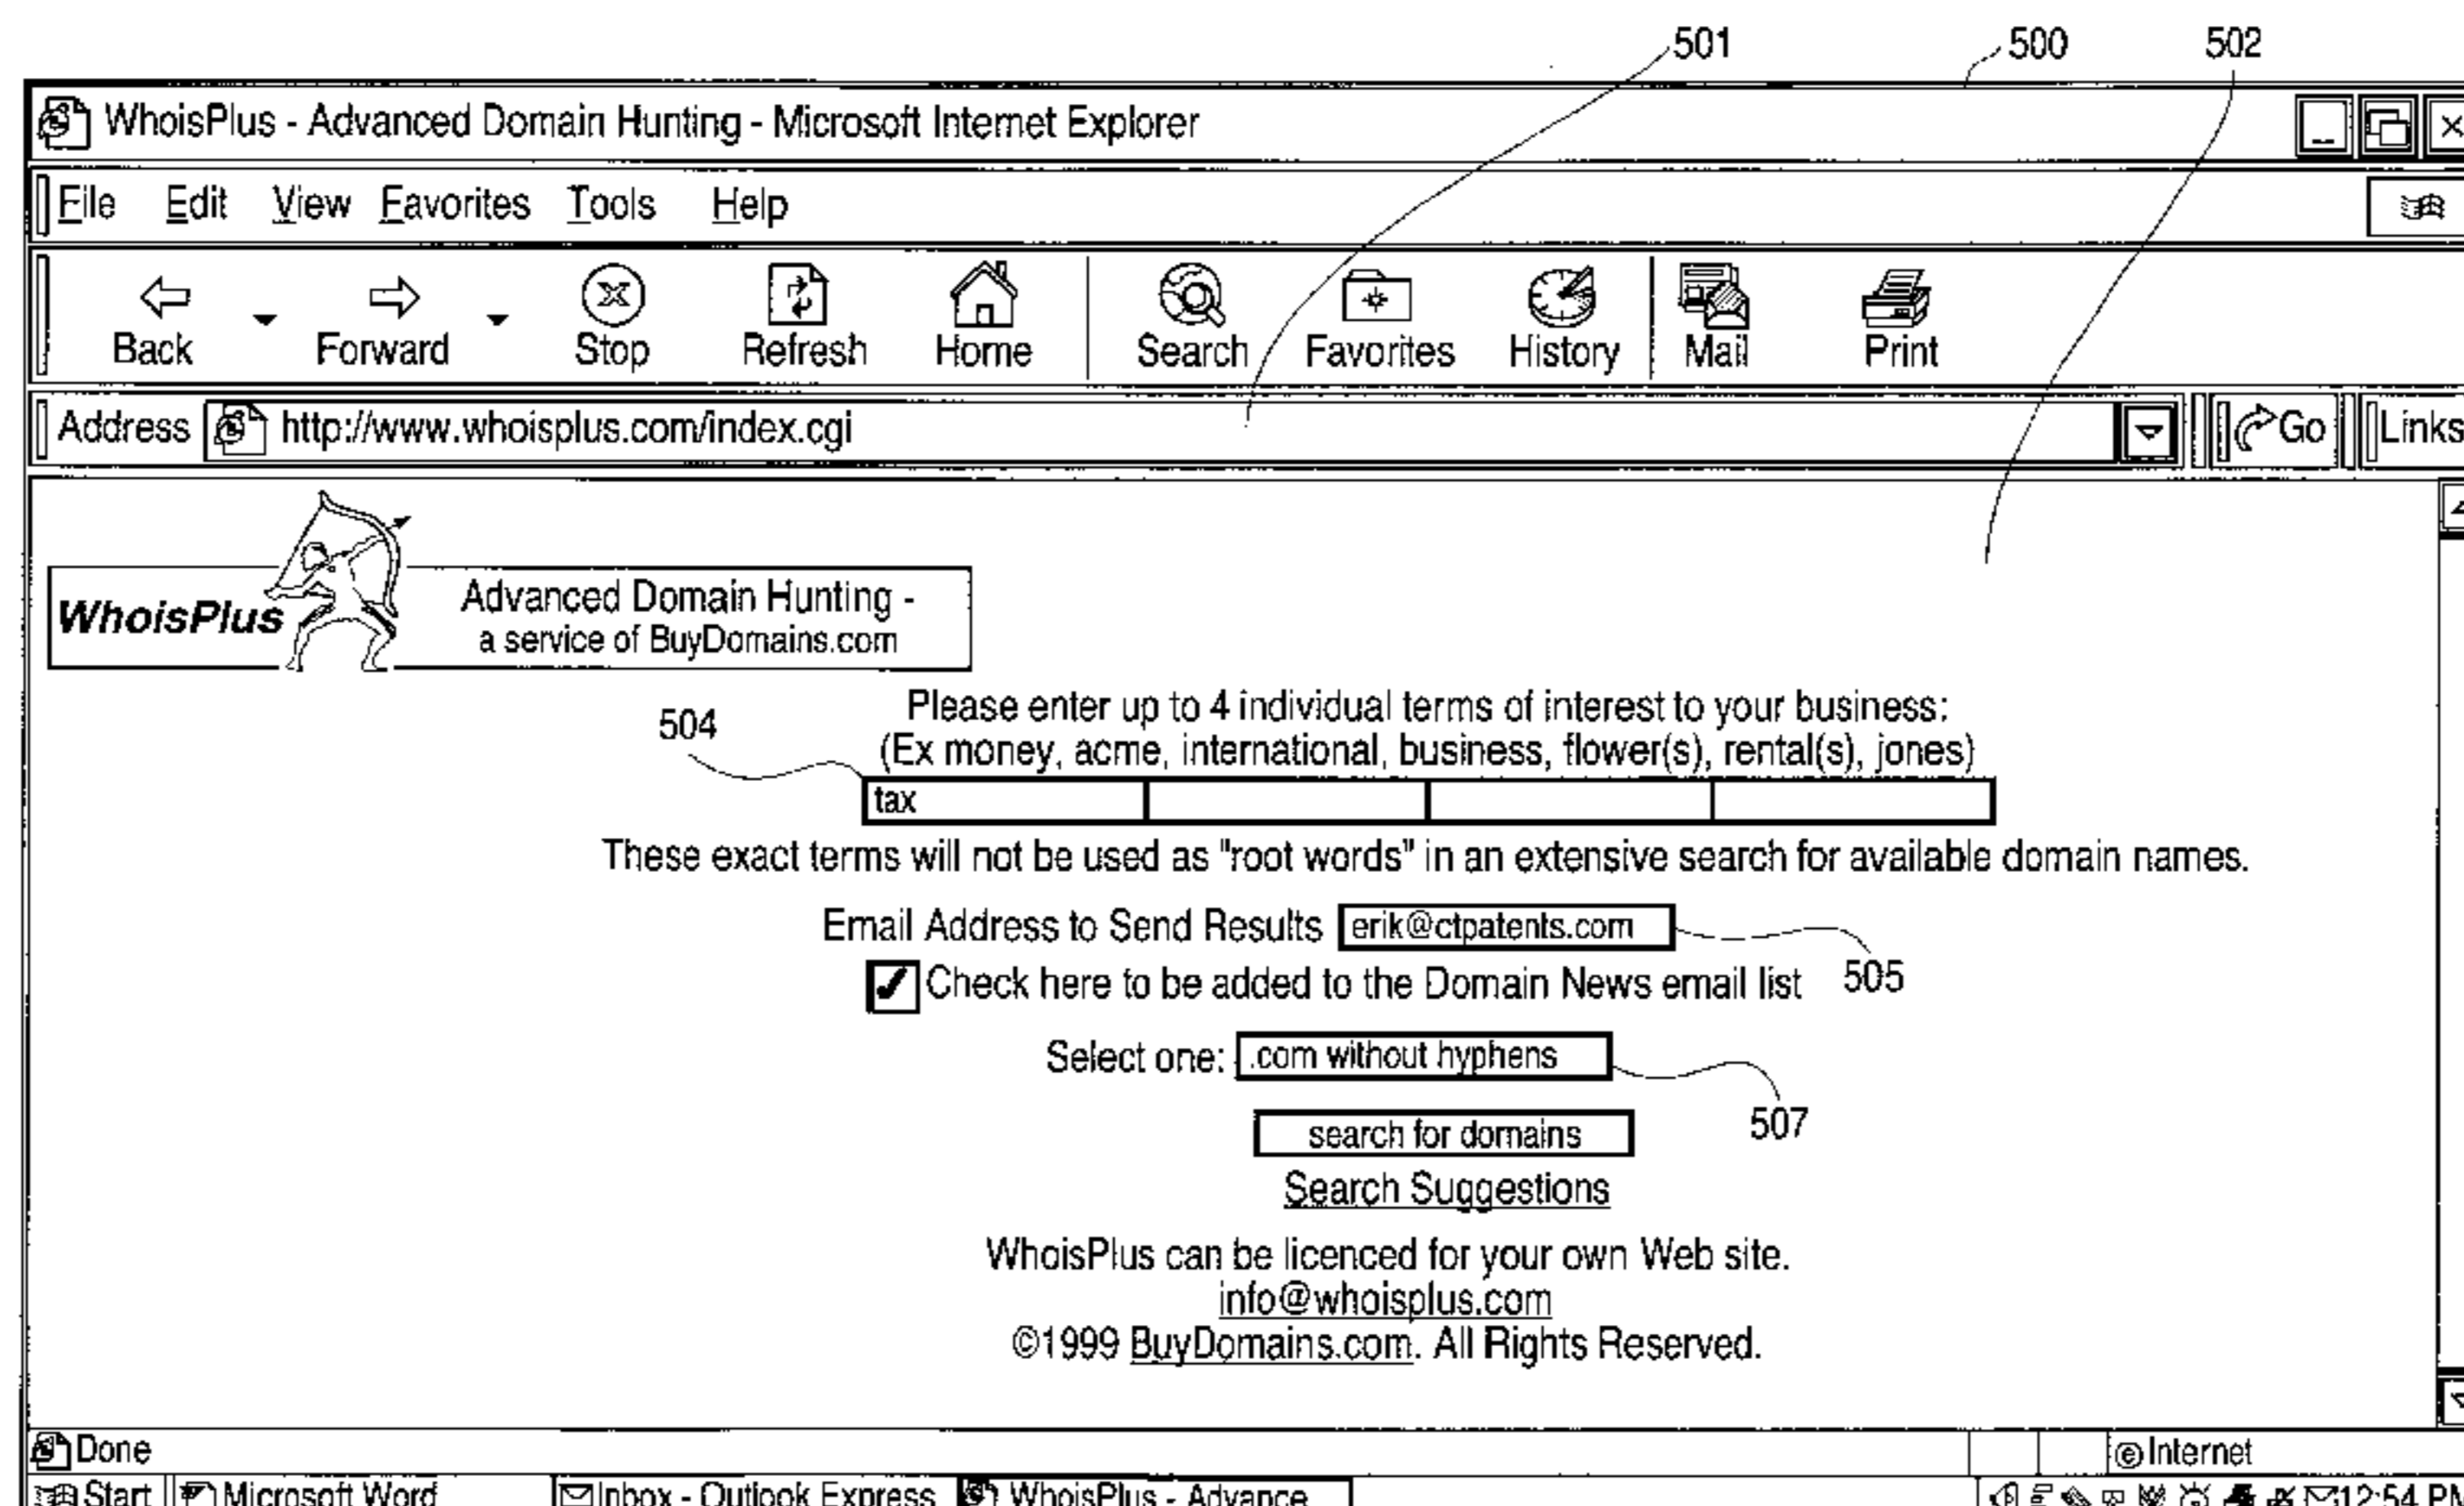 501 500 502
WhoisPlus - Advanced Domain Hunting - Microsoft Internet Explorer
File Edit View Favorites Tools Help
Back Forward Stop Refresh Home Search Favorites History Mail Print
Address http://www.whoisplus.com/index.cgi Go Links
WhoisPlus
Advanced Domain Hunting -
a service of BuyDomains.com
504
Please enter up to 4 individual terms of interest to your business:
(Ex money, acme, international, business, flower(s), rental(s), jones)
tax
These exact terms will not be used as "root words" in an extensive search for available domain names.
Email Address to Send Results erik@ctpatents.com
✓ Check here to be added to the Domain News email list 505
Select one: .com without hyphens
507
search for domains
Search Suggestions
WhoisPlus can be licenced for your own Web site.
info@whoisplus.com
©1999 BuyDomains.com. All Rights Reserved.
Done Internet
Start Microsoft Word Inbox - Outlook Express WhoisPlus - Advance 12:54 PM